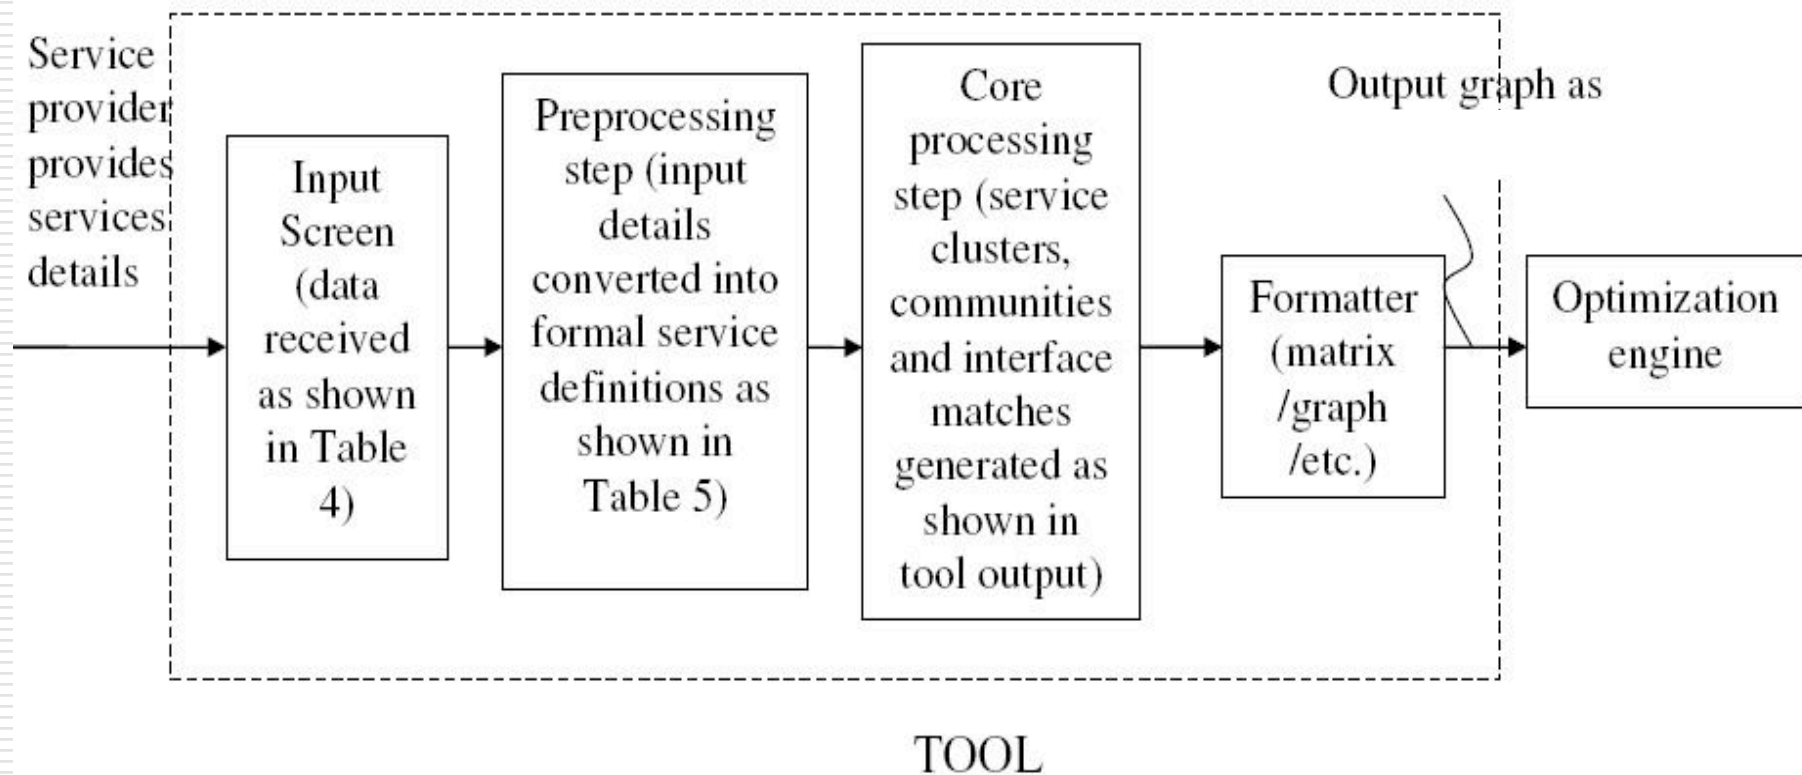 Service
provider
provides
services
details
Input
Screen
(data
received
as shown
in Table
4)
Preprocessing
step (input
details
converted into
formal service
definitions as
shown in
Table 5)
Core
processing
step (service
clusters,
communities
and interface
matches
generated as
shown in
tool output)
Output graph as
Formatter
(matrix
/graph
/etc.)
Optimization
engine
TOOL